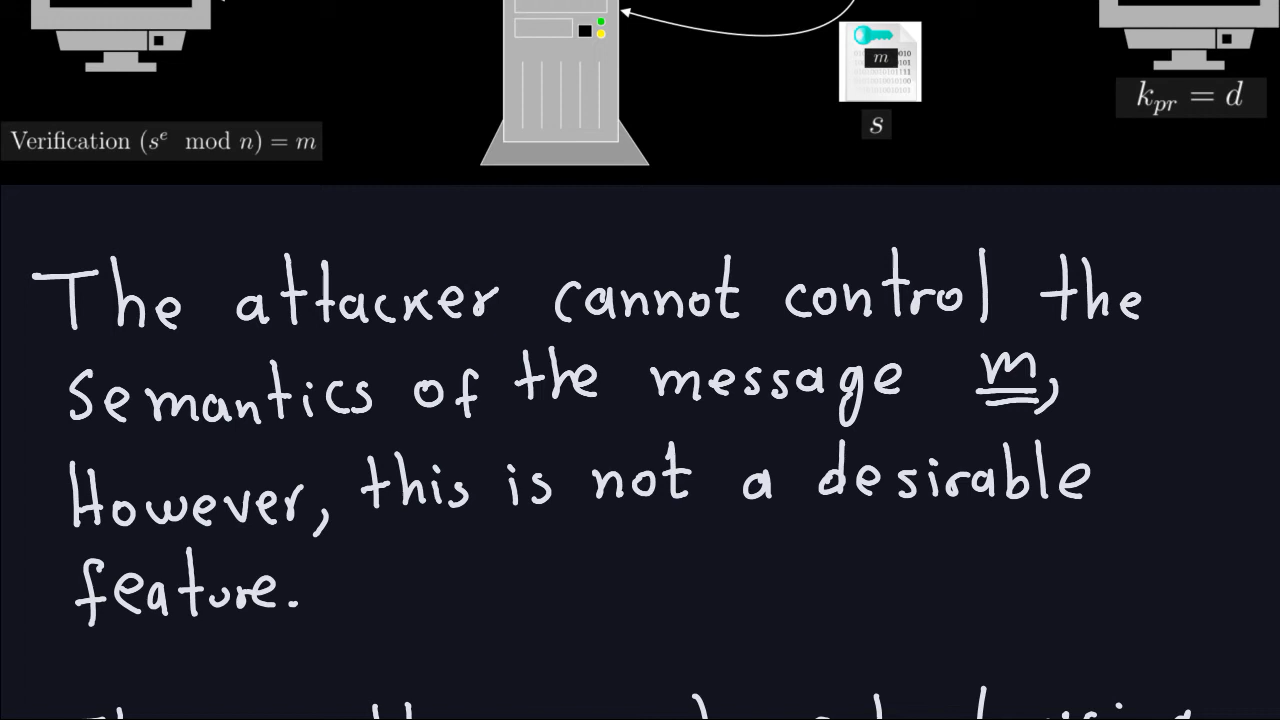 m
k_pr = d
s
Verification (s^e mod n) = m
The attacker cannot control the
semantics of the message m,
However, this is not a desirable
feature.